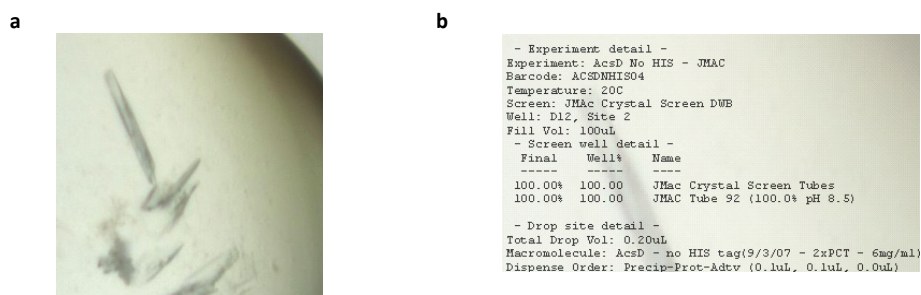 a
b
- Experiment detail -
Experiment: AcsD No HIS - JMAC
Barcode: ACSDNHIS04
Temperature: 20C
Screen: JMAc Crystal Screen DWB
Well: D12, Site 2
Fill Vol: 100uL
- Screen well detail -
Final Well% Name
----- ----- ----
100.00% 100.00 JMac Crystal Screen Tubes
100.00% 100.00 JMAC Tube 92 (100.0% pH 8.5)
- Drop site detail -
Total Drop Vol: 0.20uL
Macromolecule: AcsD - no HIS tag(9/3/07 - 2xPCT - 6mg/ml)
Dispense Order: Precip-Prot-Adtv (0.1uL, 0.1uL, 0.0uL)